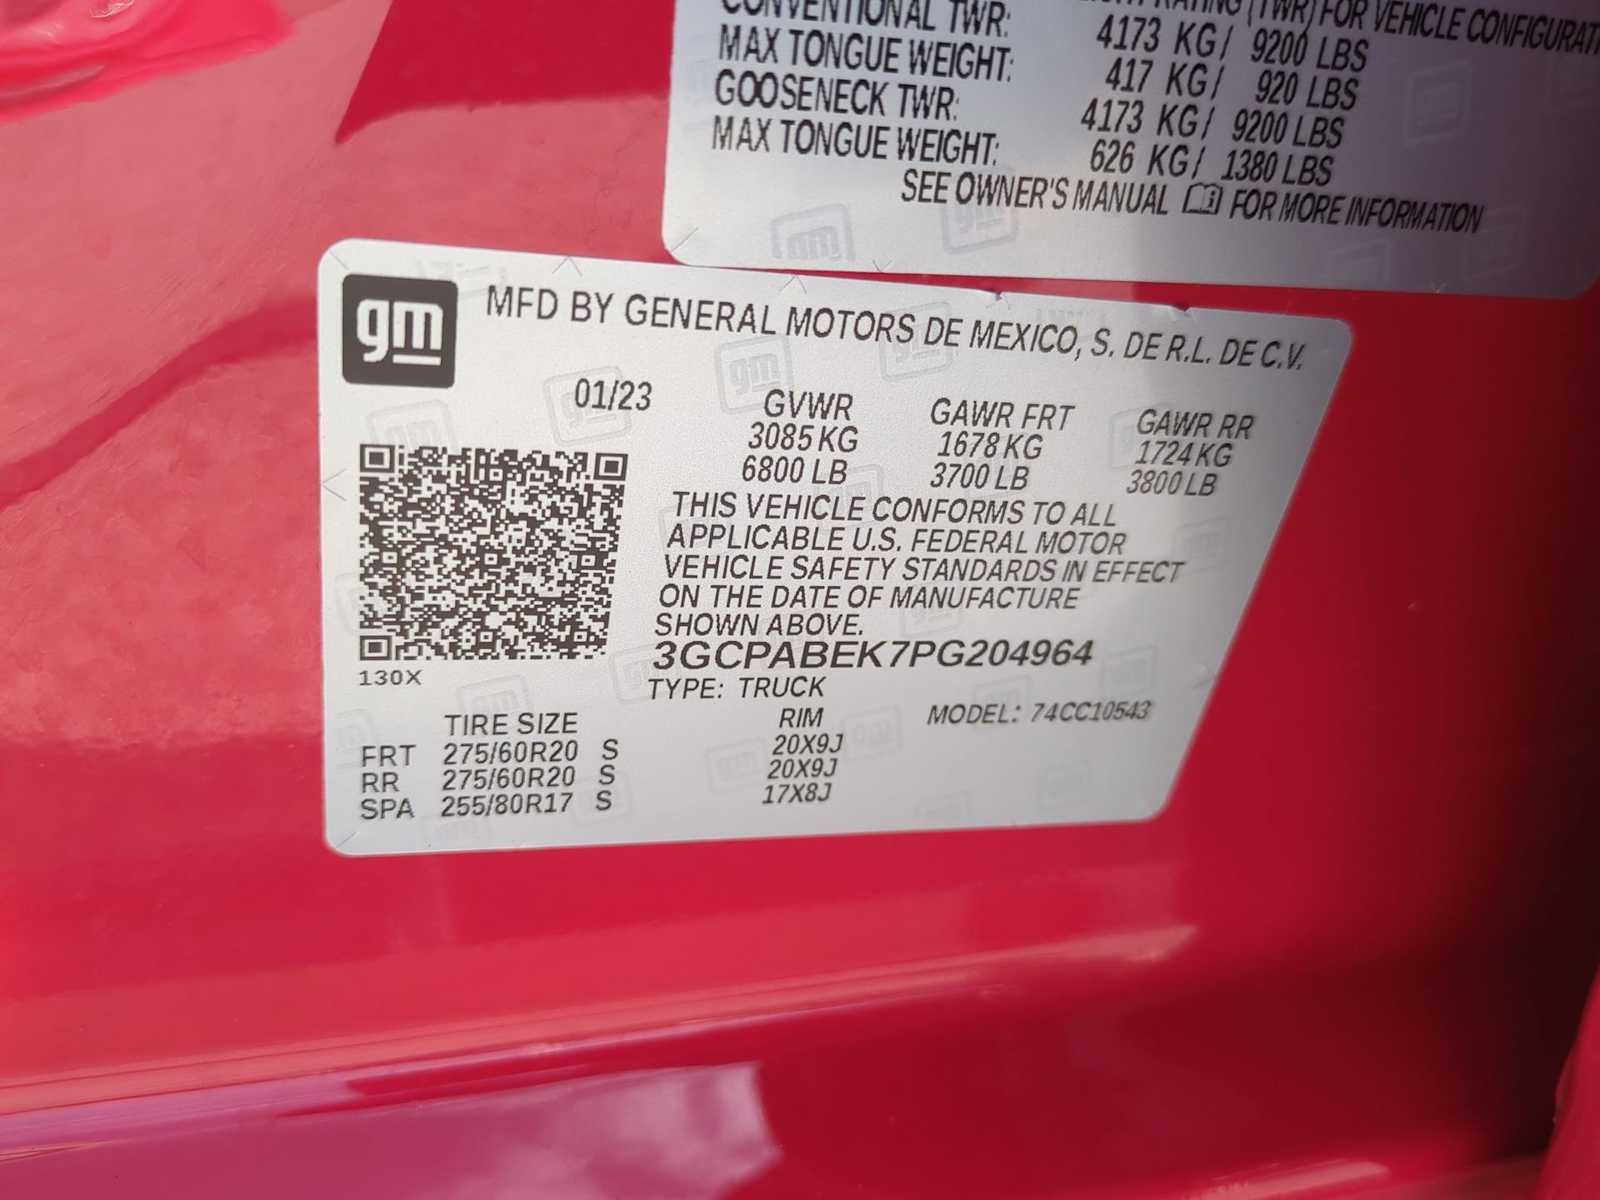 RATING (TWR) FOR VEHICLE CONFIGURATI
CONVENTIONAL TWR: 4173 KG/ 9200 LBS
MAX TONGUE WEIGHT: 417 KG/ 920 LBS
GOOSENECK TWR: 4173 KG/ 9200 LBS
MAX TONGUE WEIGHT: 626 KG/ 1380 LBS
SEE OWNER'S MANUAL FOR MORE INFORMATION
gm
MFD BY GENERAL MOTORS DE MEXICO, S. DE R.L. DE C.V.
01/23
GVWR GAWR FRT GAWR RR
3085 KG 1678 KG 1724 KG
6800 LB 3700 LB 3800 LB
THIS VEHICLE CONFORMS TO ALL
APPLICABLE U.S. FEDERAL MOTOR
VEHICLE SAFETY STANDARDS IN EFFECT
ON THE DATE OF MANUFACTURE
SHOWN ABOVE.
3GCPABEK7PG204964
130X
TYPE: TRUCK
TIRE SIZE RIM MODEL: 74CC10543
FRT 275/60R20 S 20X9J
RR 275/60R20 S 20X9J
SPA 255/80R17 S 17X8J